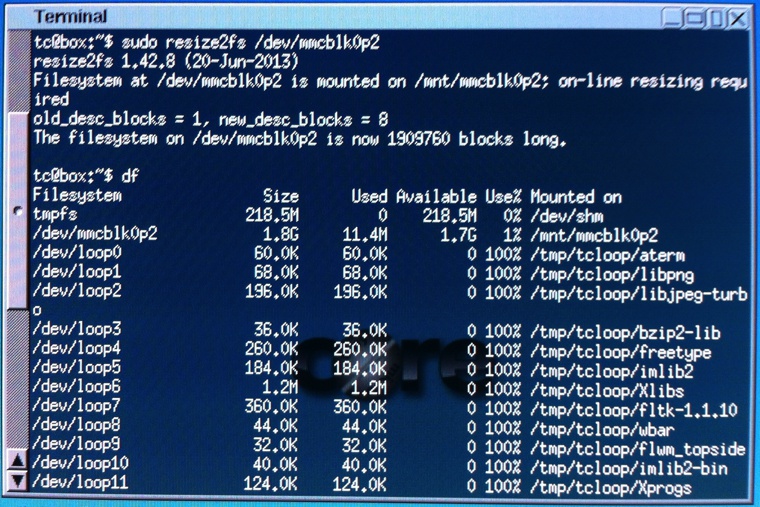 Terminal
tc@box:~$ sudo resize2fs /dev/mmcblk0p2
resize2fs 1.42.8 (20-Jun-2013)
Filesystem at /dev/mmcblk0p2 is mounted on /mnt/mmcblk0p2; on-line resizing requ
ired
old_desc_blocks = 1, new_desc_blocks = 8
The filesystem on /dev/mmcblk0p2 is now 1909760 blocks long.
tc@box:~$ df
Filesystem Size Used Available Use% Mounted on
tmpfs 218.5M 0 218.5M 0% /dev/shm
/dev/mmcblk0p2 1.8G 11.4M 1.7G 1% /mnt/mmcblk0p2
/dev/loop0 60.0K 60.0K 0 100% /tmp/tcloop/aterm
/dev/loop1 68.0K 68.0K 0 100% /tmp/tcloop/libpng
/dev/loop2 196.0K 196.0K 0 100% /tmp/tcloop/libjpeg-turb
o
/dev/loop3 36.0K 36.0K 0 100% /tmp/tcloop/bzip2-lib
/dev/loop4 260.0K 260.0K 0 100% /tmp/tcloop/freetype
/dev/loop5 184.0K 184.0K 0 100% /tmp/tcloop/imlib2
/dev/loop6 1.2M 1.2M 0 100% /tmp/tcloop/Xlibs
/dev/loop7 360.0K 360.0K 0 100% /tmp/tcloop/fltk-1.1.10
/dev/loop8 44.0K 44.0K 0 100% /tmp/tcloop/wbar
/dev/loop9 32.0K 32.0K 0 100% /tmp/tcloop/flwm_topside
/dev/loop10 40.0K 40.0K 0 100% /tmp/tcloop/imlib2-bin
/dev/loop11 124.0K 124.0K 0 100% /tmp/tcloop/Xprogs
core